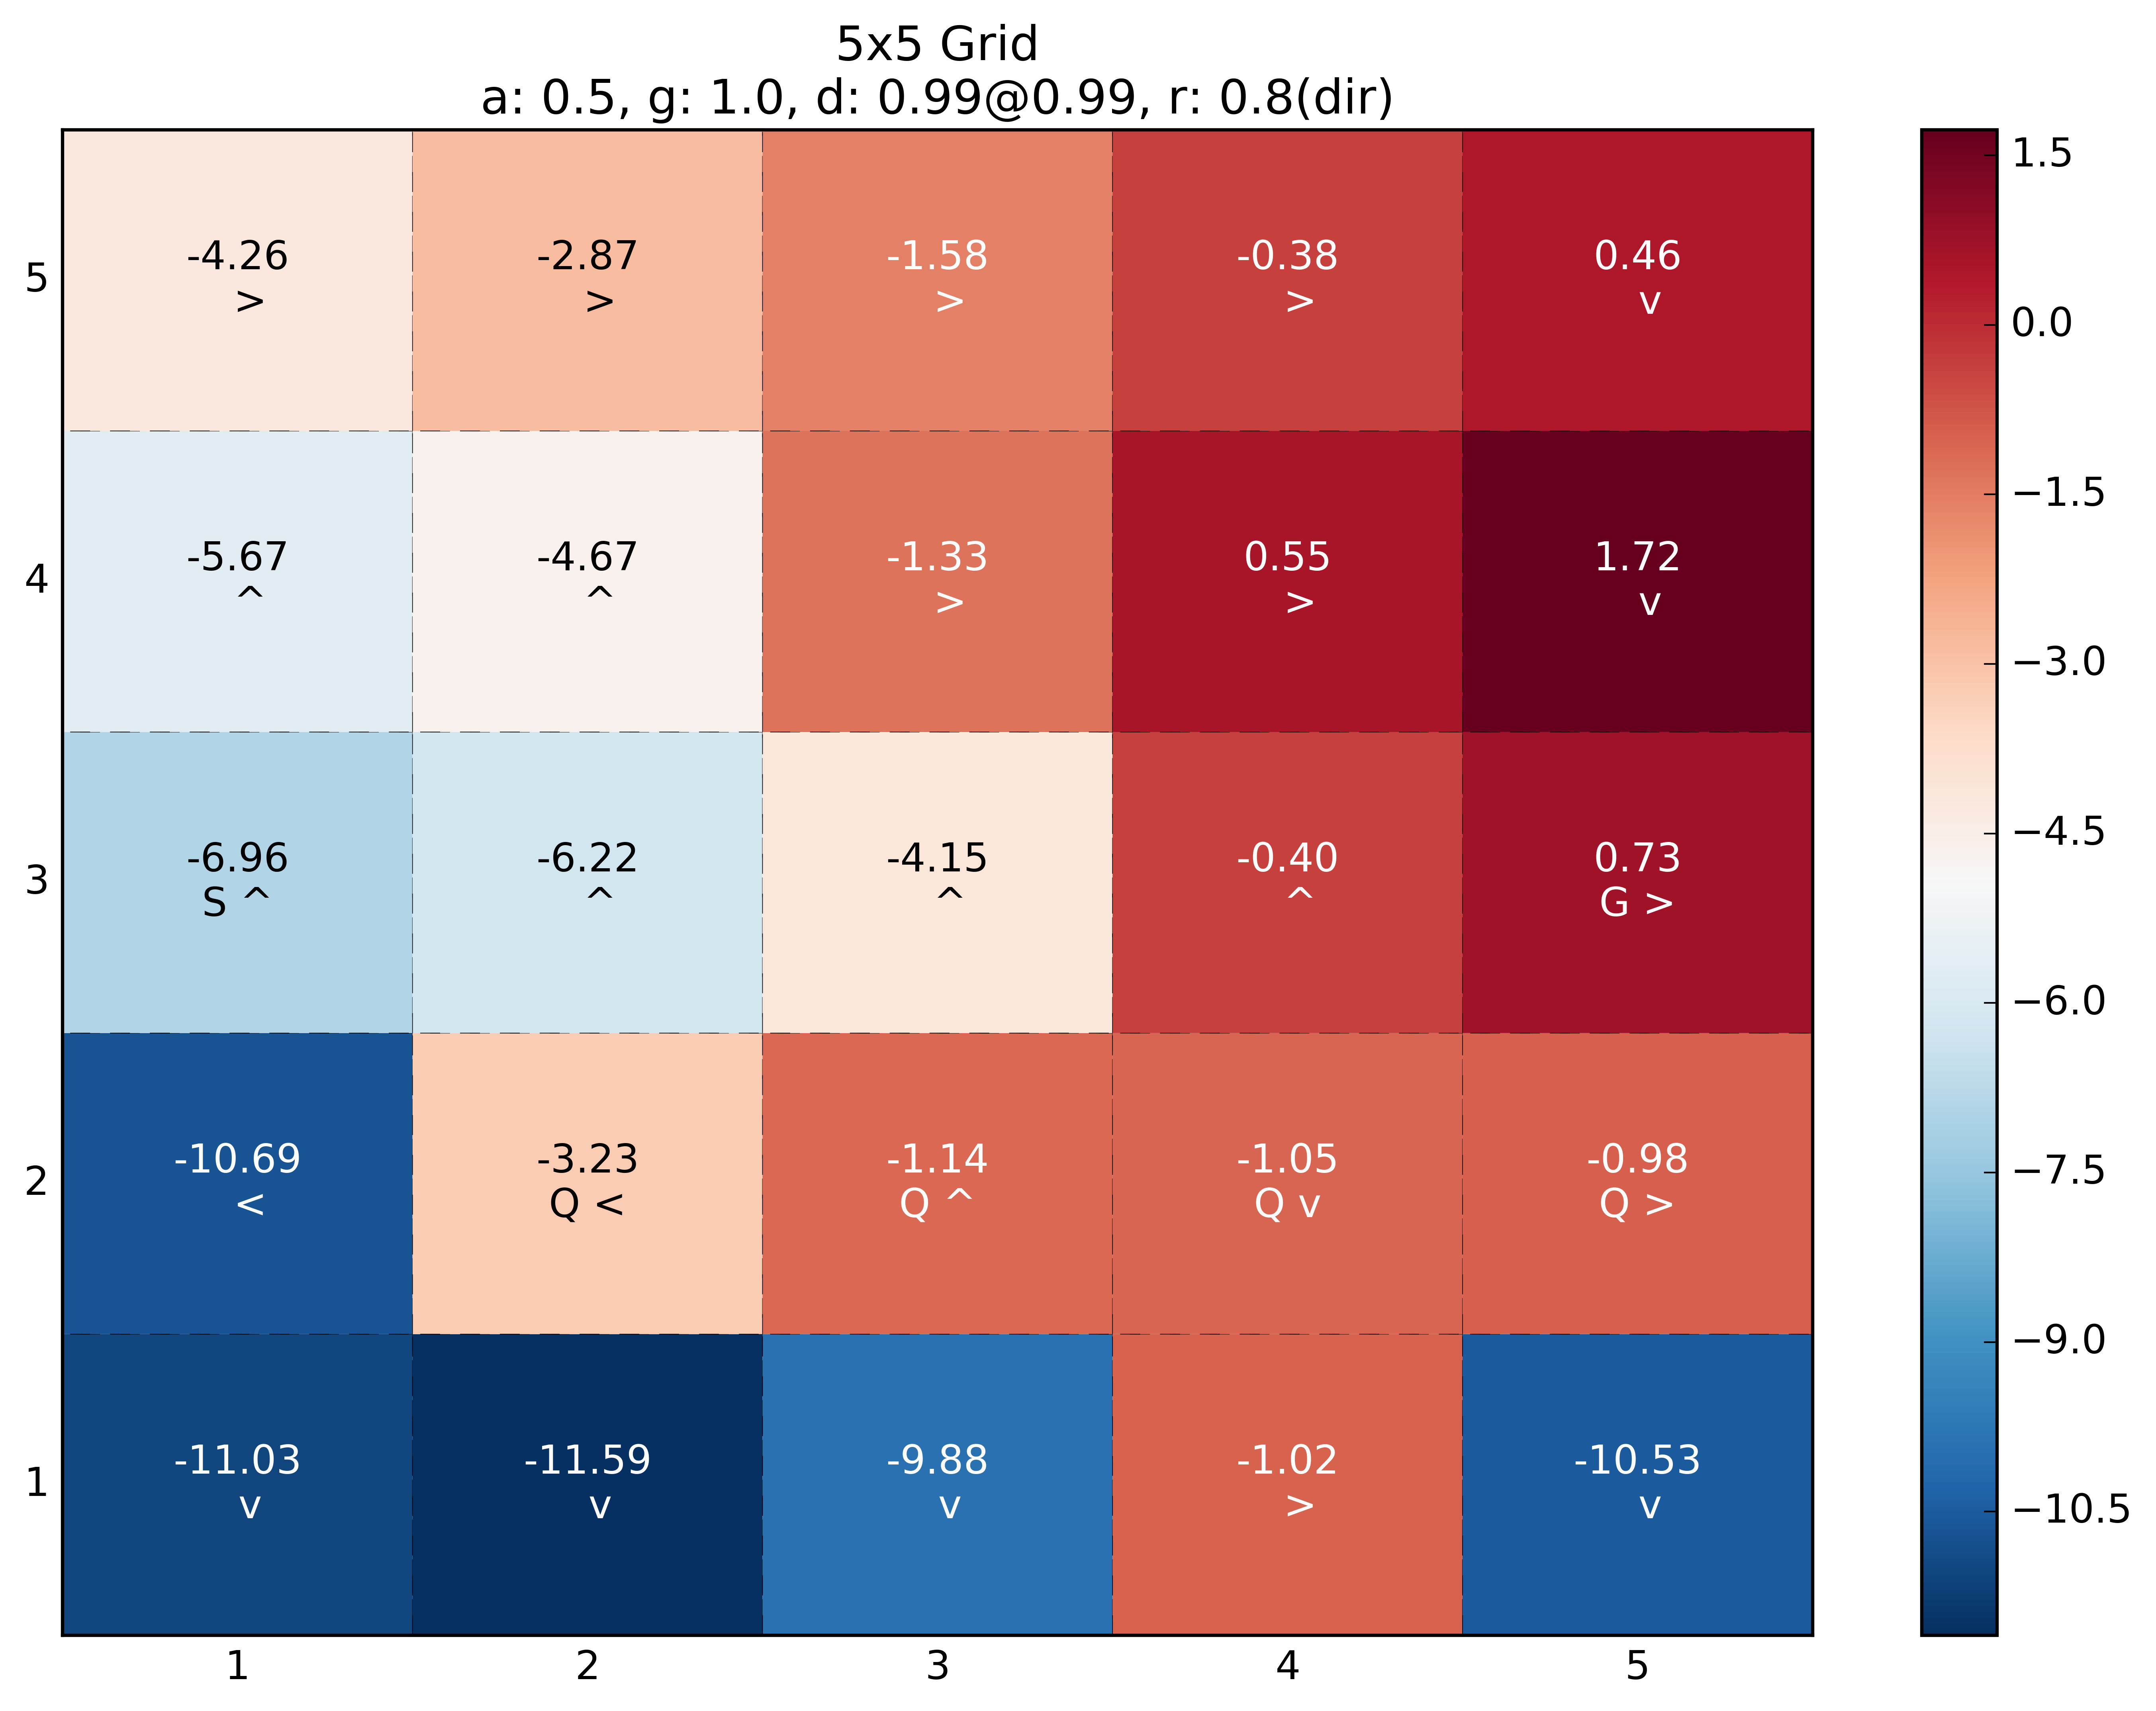 5x5 Grid
a: 0.5, g: 1.0, d: 0.99@0.99, r: 0.8(dir)
5
-4.26 -2.87 -1.58 -0.38 0.46
> > > > v
4
-5.67 -4.67 -1.33 0.55 1.72
^ ^ > > v
3
-6.96 -6.22 -4.15 -0.40 0.73
S ^ ^ ^ ^ G >
2
-10.69 -3.23 -1.14 -1.05 -0.98
< Q < Q ^ Q v Q >
1
-11.03 -11.59 -9.88 -1.02 -10.53
v v v > v
1 2 3 4 5
1.5
0.0
−1.5
−3.0
−4.5
−6.0
−7.5
−9.0
−10.5